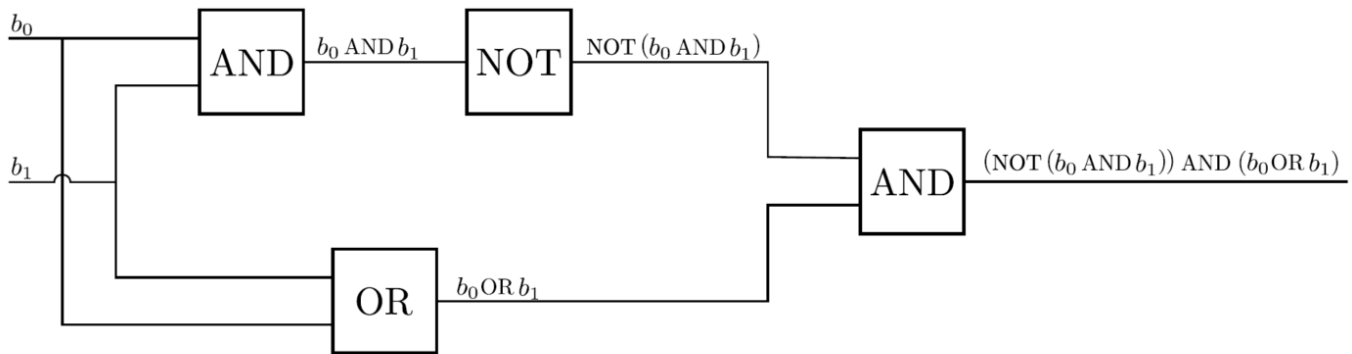 b₀
AND
b₀ AND b₁
NOT
NOT (b₀ AND b₁)
b₁
AND
(NOT (b₀ AND b₁)) AND (b₀ OR b₁)
OR
b₀ OR b₁